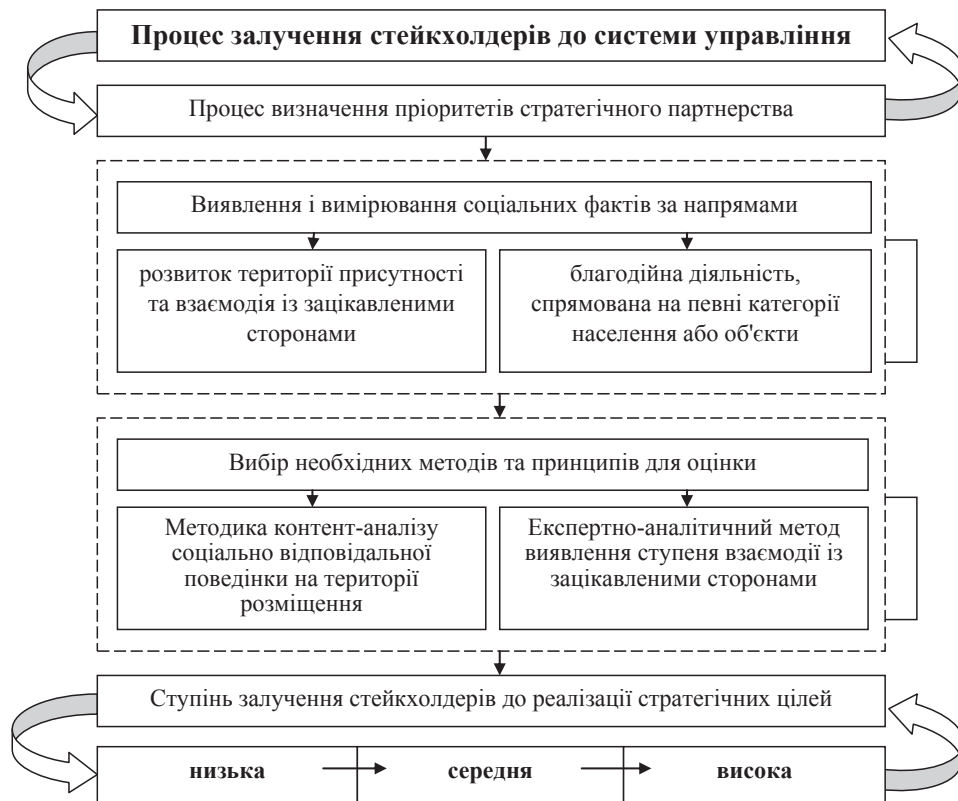 Процес залучення стейкхолдерів до системи управління
Процес визначення пріоритетів стратегічного партнерства
Виявлення і вимірювання соціальних фактів за напрямами
розвиток території присутності
та взаємодія із зацікавленими
сторонами
благодійна діяльність,
спрямована на певні категорії
населення або об'єкти
Вибір необхідних методів та принципів для оцінки
Методика контент-аналізу
соціально відповідальної
поведінки на території
розміщення
Експертно-аналітичний метод
виявлення ступеня взаємодії із
зацікавленими сторонами
Ступінь залучення стейкхолдерів до реалізації стратегічних цілей
низька середня висока